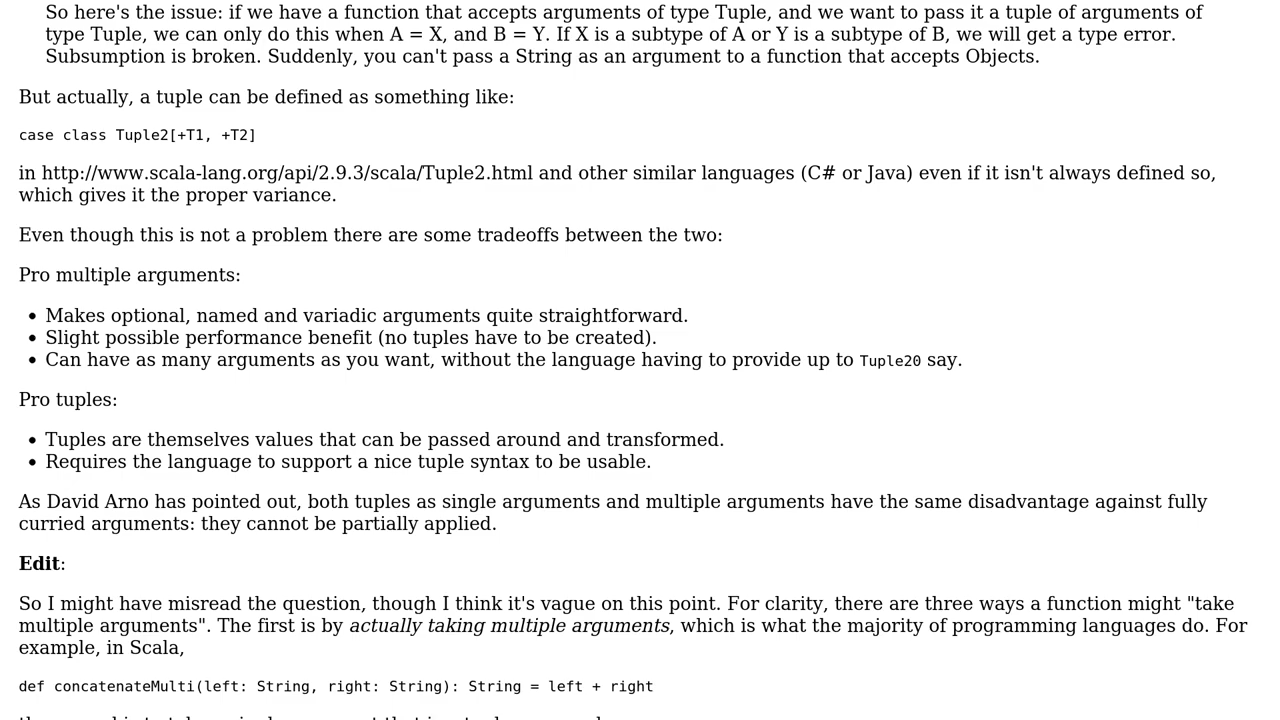 So here's the issue: if we have a function that accepts arguments of type Tuple, and we want to pass it a tuple of arguments of
type Tuple, we can only do this when A = X, and B = Y. If X is a subtype of A or Y is a subtype of B, we will get a type error.
Subsumption is broken. Suddenly, you can't pass a String as an argument to a function that accepts Objects.
But actually, a tuple can be defined as something like:
case class Tuple2[+T1, +T2]
in http://www.scala-lang.org/api/2.9.3/scala/Tuple2.html and other similar languages (C# or Java) even if it isn't always defined so,
which gives it the proper variance.
Even though this is not a problem there are some tradeoffs between the two:
Pro multiple arguments:
• Makes optional, named and variadic arguments quite straightforward.
• Slight possible performance benefit (no tuples have to be created).
• Can have as many arguments as you want, without the language having to provide up to Tuple20 say.
Pro tuples:
• Tuples are themselves values that can be passed around and transformed.
• Requires the language to support a nice tuple syntax to be usable.
As David Arno has pointed out, both tuples as single arguments and multiple arguments have the same disadvantage against fully
curried arguments: they cannot be partially applied.
Edit:
So I might have misread the question, though I think it's vague on this point. For clarity, there are three ways a function might "take
multiple arguments". The first is by actually taking multiple arguments, which is what the majority of programming languages do. For
example, in Scala,
def concatenateMulti(left: String, right: String): String = left + right